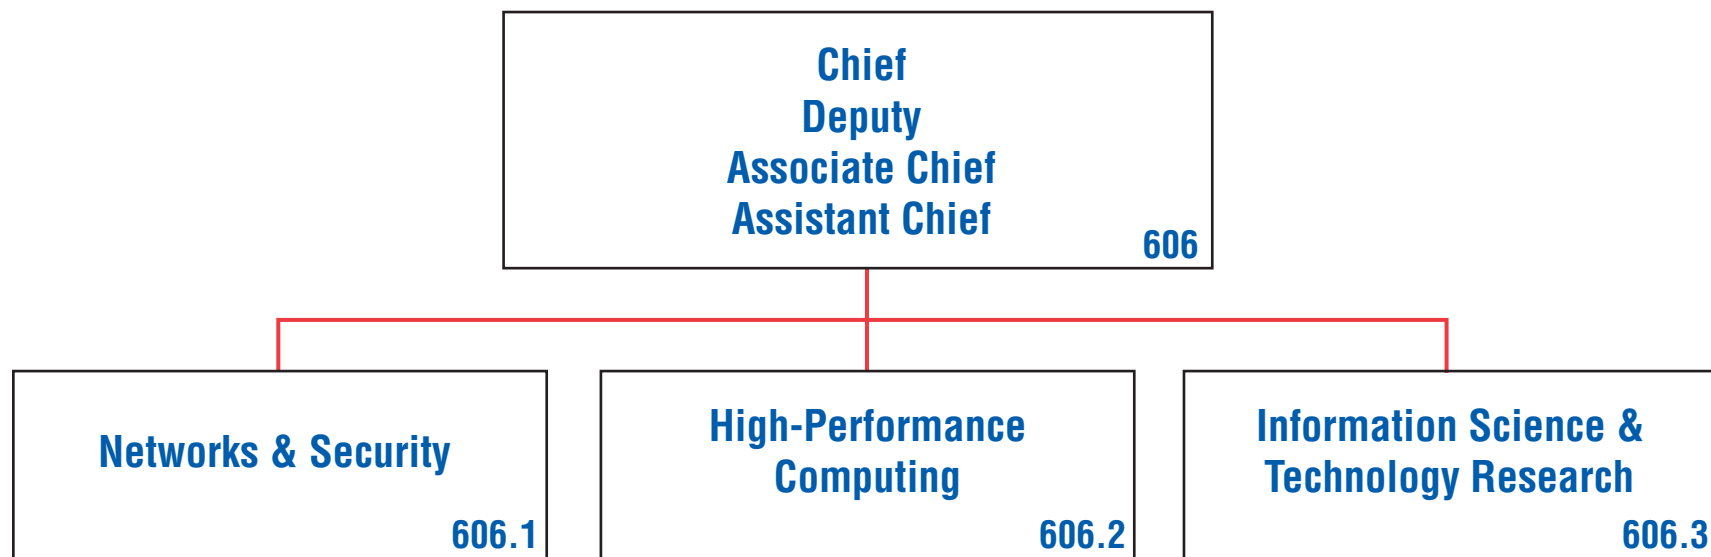 Chief
Deputy
Associate Chief
Assistant Chief
606
Networks & Security
606.1
High-Performance
Computing
606.2
Information Science &
Technology Research
606.3